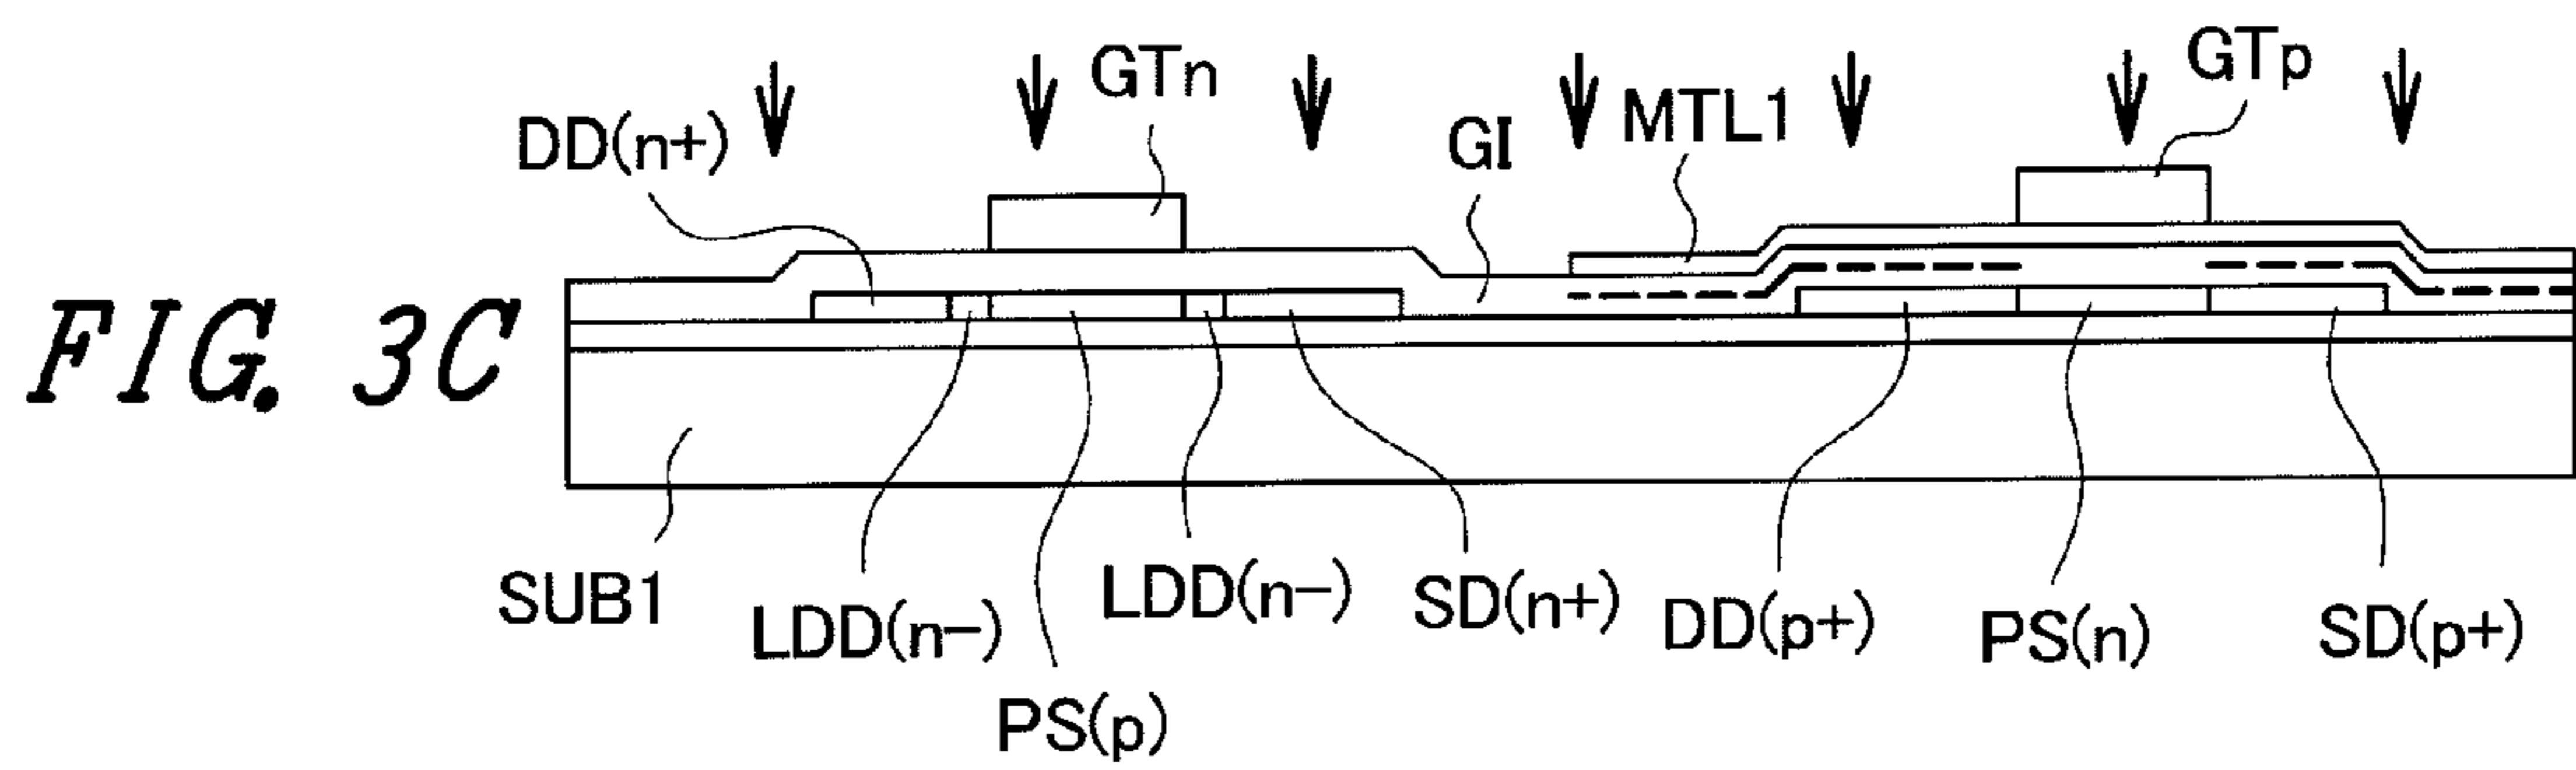 GTn
GTp
DD(n+)
GI
MTL1
FIG. 3C
SUB1
LDD(n-)
PS(p)
LDD(n-)
SD(n+)
DD(p+)
PS(n)
SD(p+)